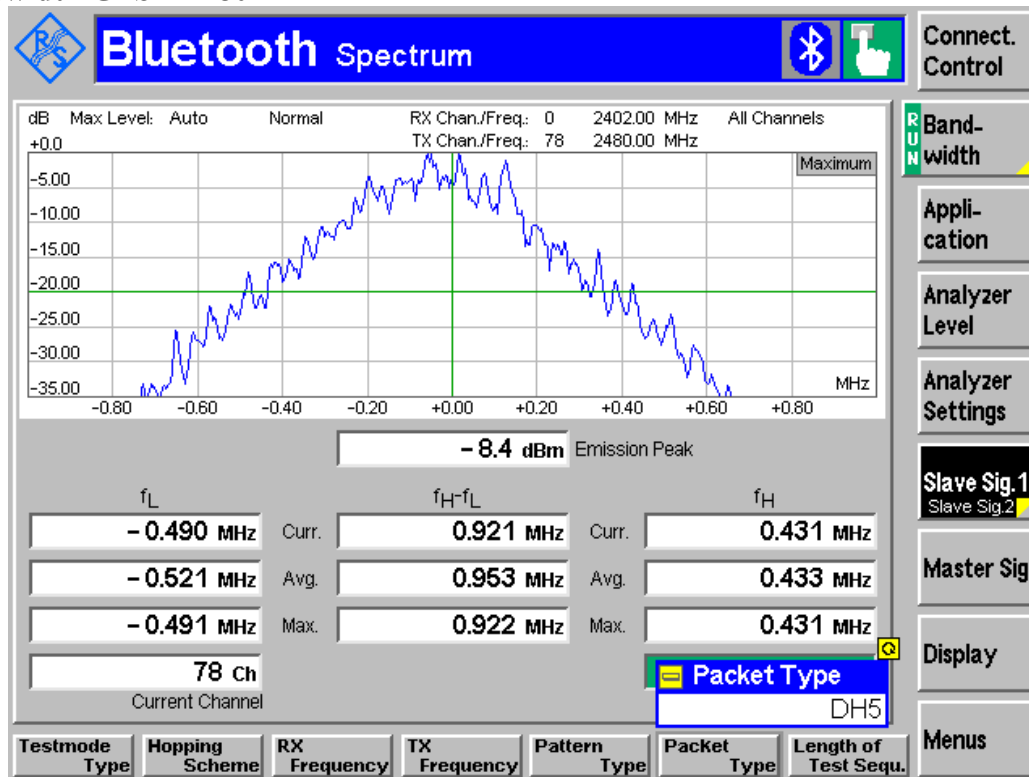 R&S
Bluetooth Spectrum
Connect.
Control
dB Max Level: Auto Normal RX Chan./Freq.: 0 2402.00 MHz All Channels
+0.0 TX Chan./Freq.: 78 2480.00 MHz
Maximum
-5.00
-10.00
-15.00
-20.00
-25.00
-30.00
-35.00
MHz
-0.80 -0.60 -0.40 -0.20 +0.00 +0.20 +0.40 +0.60 +0.80
RUN
Band-
width
Appli-
cation
Analyzer
Level
Analyzer
Settings
Slave Sig.1
Slave Sig.2
Master Sig
Display
Menus
– 8.4 dBm Emission Peak
fL fH-fL fH
– 0.490 MHz Curr. 0.921 MHz Curr. 0.431 MHz
– 0.521 MHz Avg. 0.953 MHz Avg. 0.433 MHz
– 0.491 MHz Max. 0.922 MHz Max. 0.431 MHz
78 Ch
Current Channel
Packet Type
DH5
Testmode Type
Hopping Scheme
RX Frequency
TX Frequency
Pattern Type
Packet Type
Length of Test Sequ.